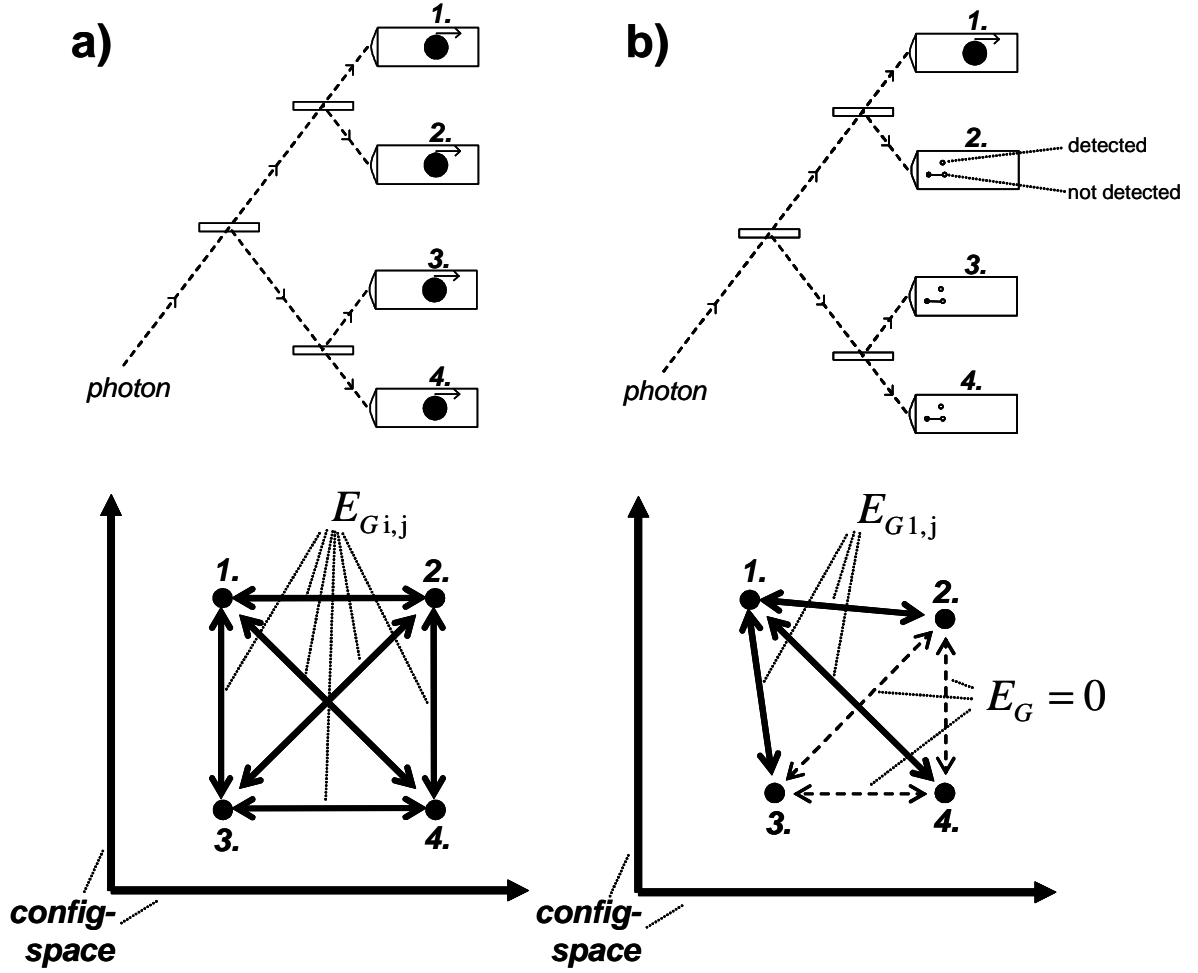 a)
1.
2.
3.
4.
photon
b)
1.
2.
detected
not detected
3.
4.
photon
E_{G i,j}
1.
2.
3.
4.
config-
space
E_{G 1,j}
1.
2.
E_G = 0
3.
4.
config-
space